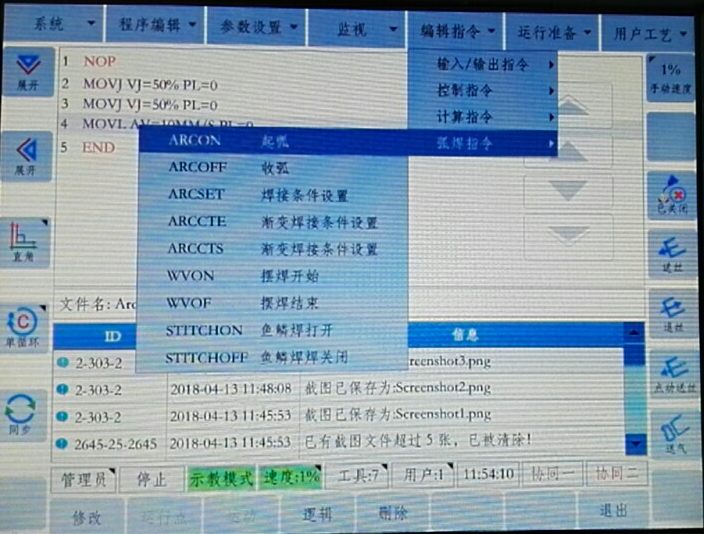 系统 程序编辑 参数设置 监视 编辑指令 运行准备 用户工艺
展开
展开
直角
单循环
同步
1 NOP
2 MOVJ VJ=50% PL=0
3 MOVJ VJ=50% PL=0
4 MOVL AV=10MM/S PL=0
5 END
输入/输出指令
控制指令
计算指令
弧焊指令
ARCON 起弧
ARCOFF 收弧
ARCSET 焊接条件设置
ARCCTE 渐变焊接条件设置
ARCCTS 渐变焊接条件设置
WVON 摆焊开始
WVOF 摆焊结束
STITCHON 鱼鳞焊打开
STITCHOFF 鱼鳞焊焊关闭
1%
手动速度
已关闭
送丝
退丝
点动送丝
送气
文件名: Arc
ID 信息
2-303-2 creenshot3.png
2-303-2 2018-04-13 11:48:08 截图已保存为:Screenshot2.png
2-303-2 2018-04-13 11:45:53 截图已保存为:Screenshot1.png
2645-25-2645 2018-04-13 11:45:53 已有截图文件超过 5 张，已被清除!
管理员 停止 示教模式 速度:1% 工具:7 用户:1 11:54:10 协同一 协同二
修改 运行点 运动 逻辑 删除 退出